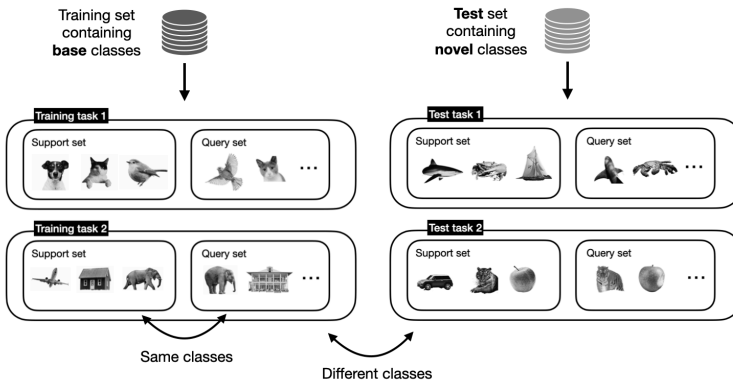 Training set
containing
base classes
Test set
containing
novel classes
Training task 1
Support set
Query set
...
Training task 2
Support set
Query set
...
Test task 1
Support set
Query set
...
Test task 2
Support set
Query set
...
Same classes
Different classes